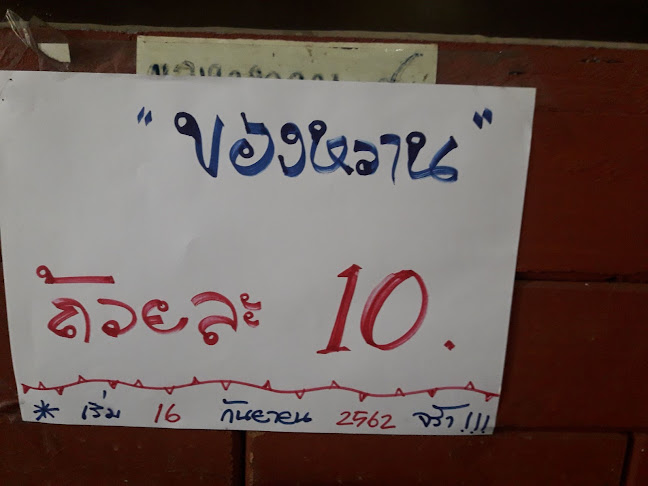 "ของหวาน"
ถ้วยละ 10.
* เริ่ม 16 กันยายน 2562 จร้า!!!